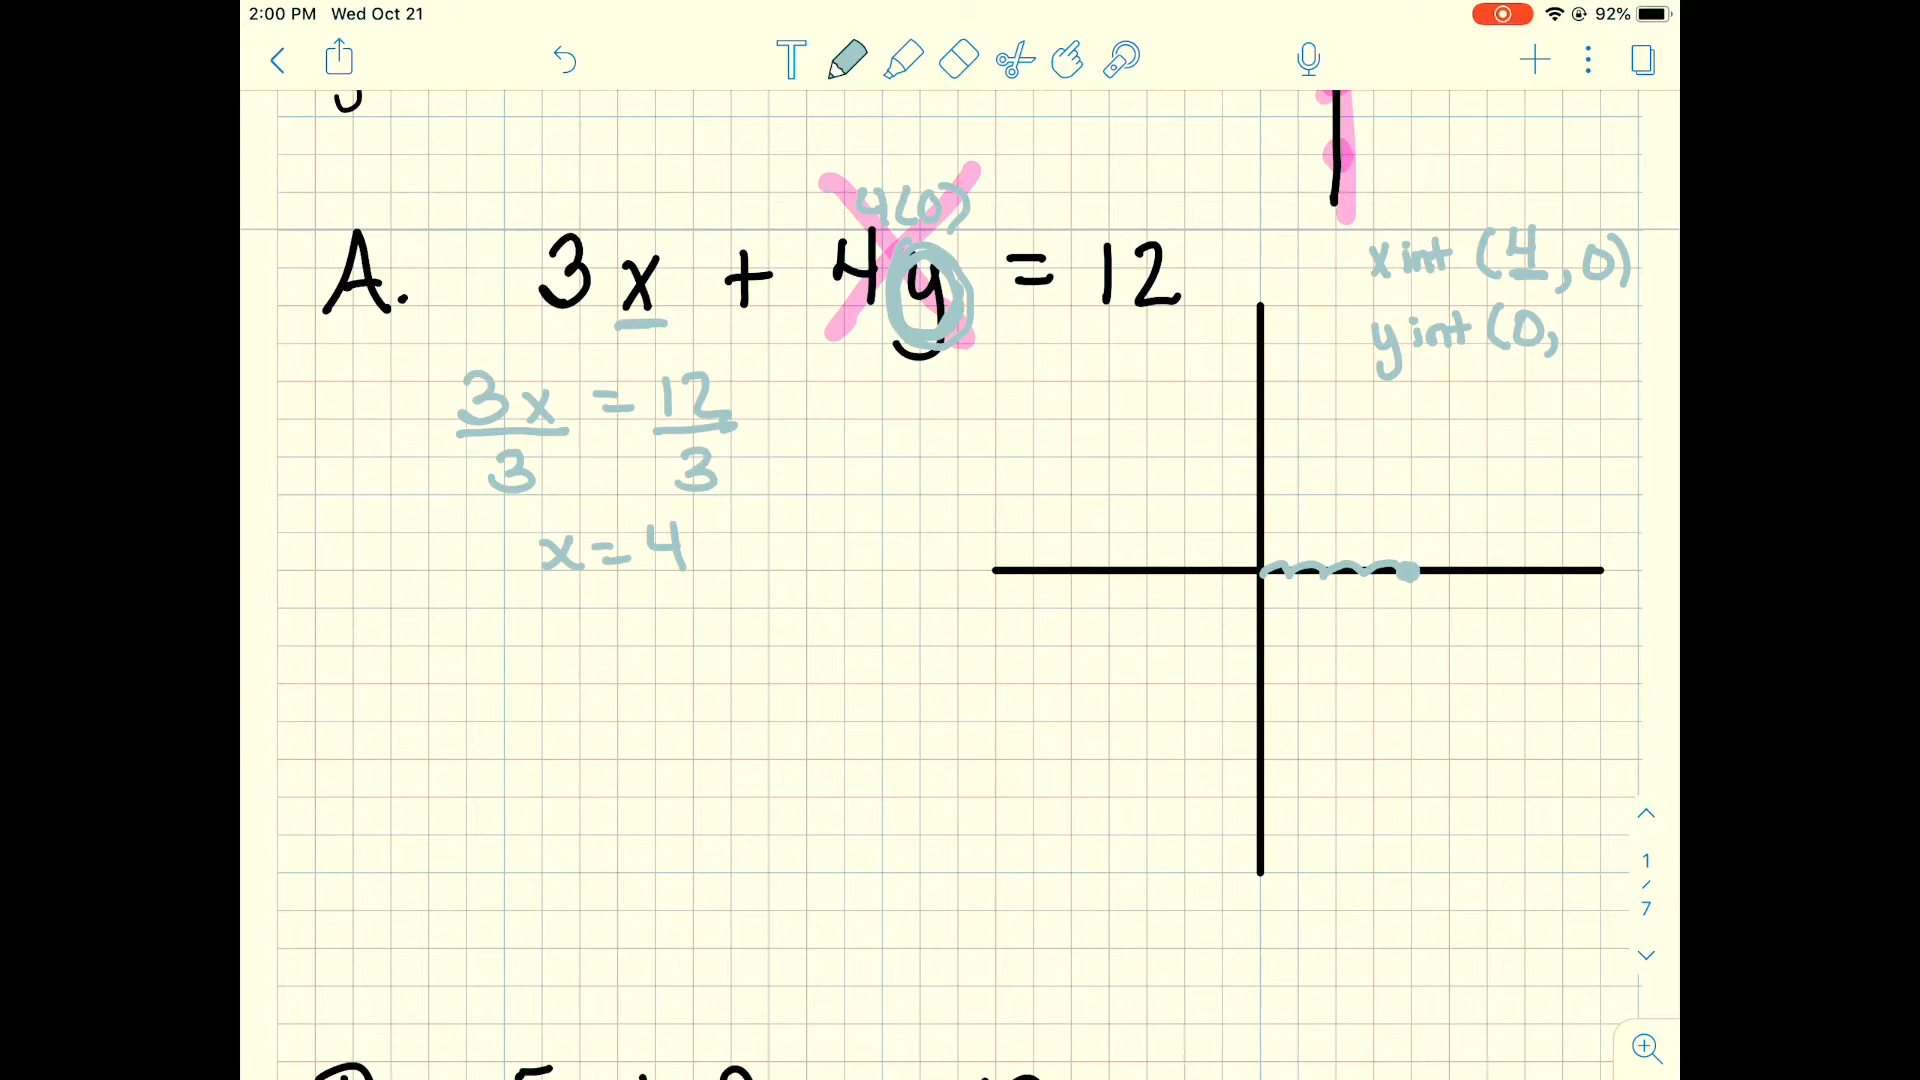 2:00 PM Wed Oct 21
92%
T
4(0)
A. 3x + 4y = 12
x int (4, 0)
y int (0,
3x = 12
3 3
x = 4
1
/
7